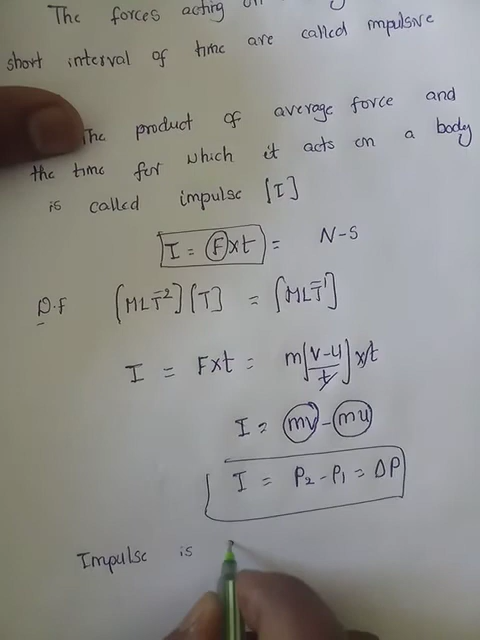 The forces acting on
short interval of time are called impulsive
The product of average force and
the time for which it acts on a body
is called impulse [I]
I = F×t = N-S
D.F [MLT⁻²][T] = [MLT⁻¹]
I = F×t = m[v-u/t]×t
I = mv - mu
I = P₂ - P₁ = ΔP
Impulse is